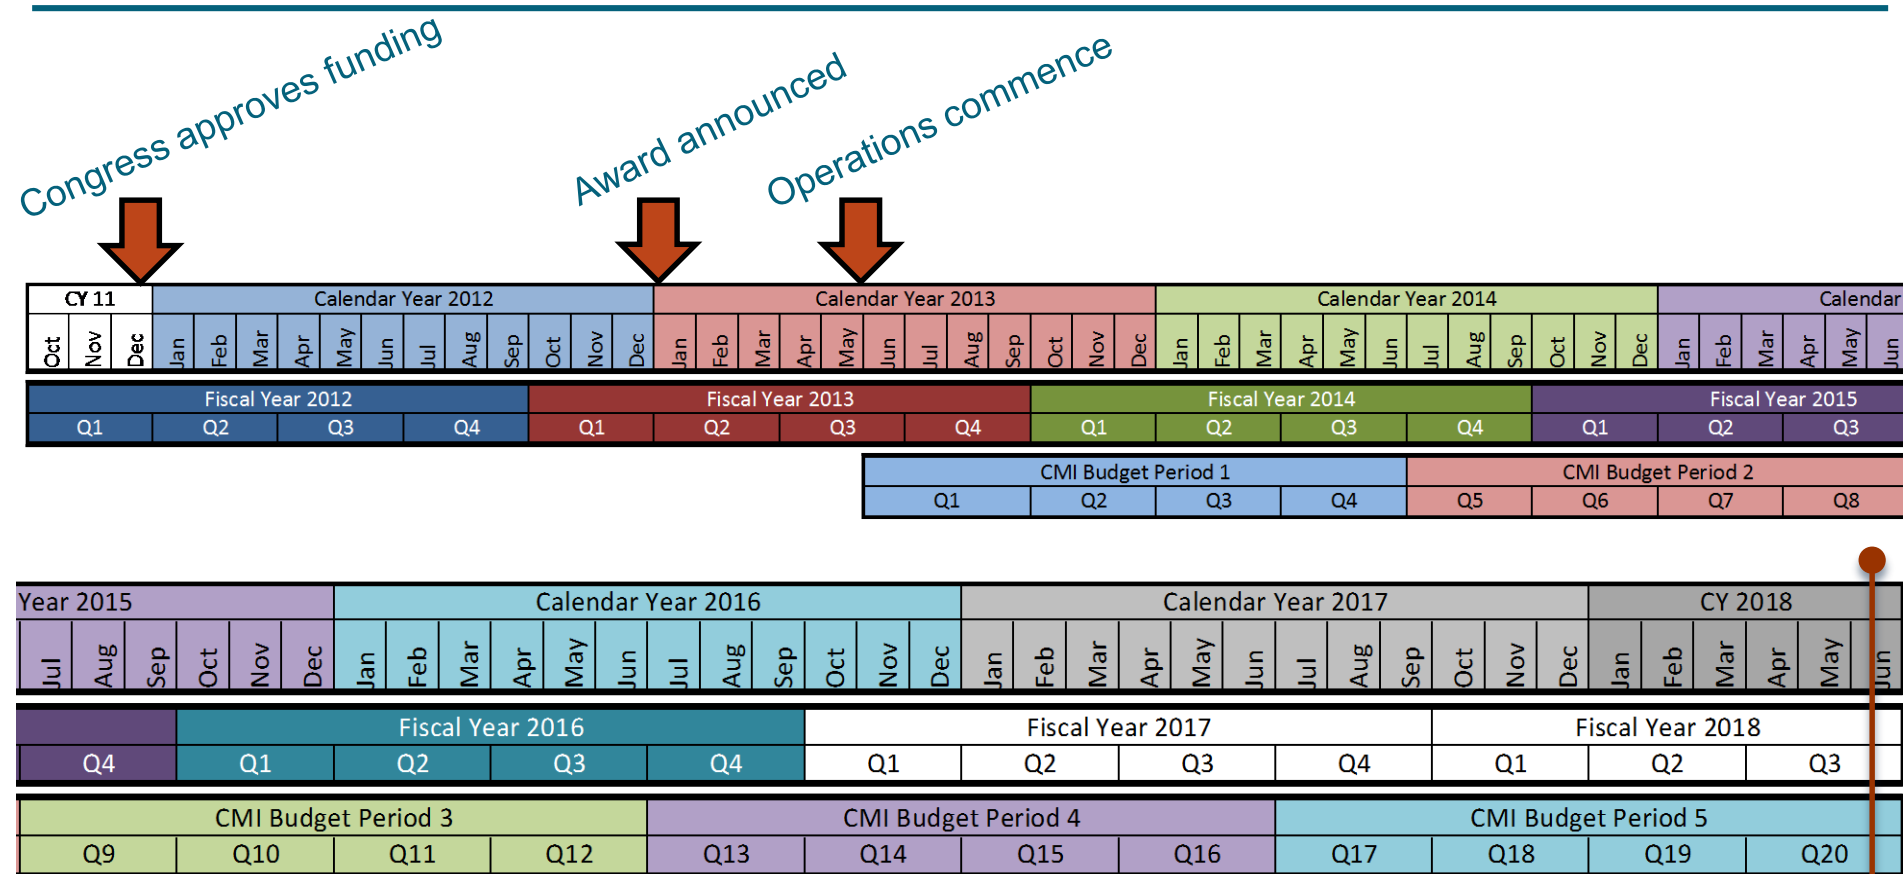 Congress approves funding
Award announced
Operations commence
CY 11 Calendar Year 2012 Calendar Year 2013 Calendar Year 2014 Calendar
Oct Nov Dec Jan Feb Mar Apr May Jun Jul Aug Sep Oct Nov Dec Jan Feb Mar Apr May Jun Jul Aug Sep Oct Nov Dec Jan Feb Mar Apr May Jun Jul Aug Sep Oct Nov Dec Jan Feb Mar Apr May Jun
Fiscal Year 2012 Fiscal Year 2013 Fiscal Year 2014 Fiscal Year 2015
Q1 Q2 Q3 Q4 Q1 Q2 Q3 Q4 Q1 Q2 Q3 Q4 Q1 Q2 Q3
CMI Budget Period 1 CMI Budget Period 2
Q1 Q2 Q3 Q4 Q5 Q6 Q7 Q8
Year 2015 Calendar Year 2016 Calendar Year 2017 CY 2018
Jul Aug Sep Oct Nov Dec Jan Feb Mar Apr May Jun Jul Aug Sep Oct Nov Dec Jan Feb Mar Apr May Jun Jul Aug Sep Oct Nov Dec Jan Feb Mar Apr May Jun
Fiscal Year 2016 Fiscal Year 2017 Fiscal Year 2018
Q4 Q1 Q2 Q3 Q4 Q1 Q2 Q3 Q4 Q1 Q2 Q3
CMI Budget Period 3 CMI Budget Period 4 CMI Budget Period 5
Q9 Q10 Q11 Q12 Q13 Q14 Q15 Q16 Q17 Q18 Q19 Q20